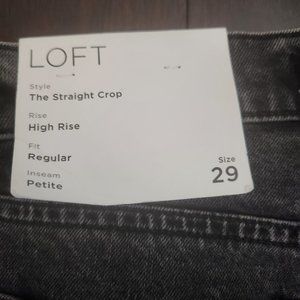 LOFT
Style
The Straight Crop
Rise
High Rise
Fit
Regular
Inseam
Petite
Size
29